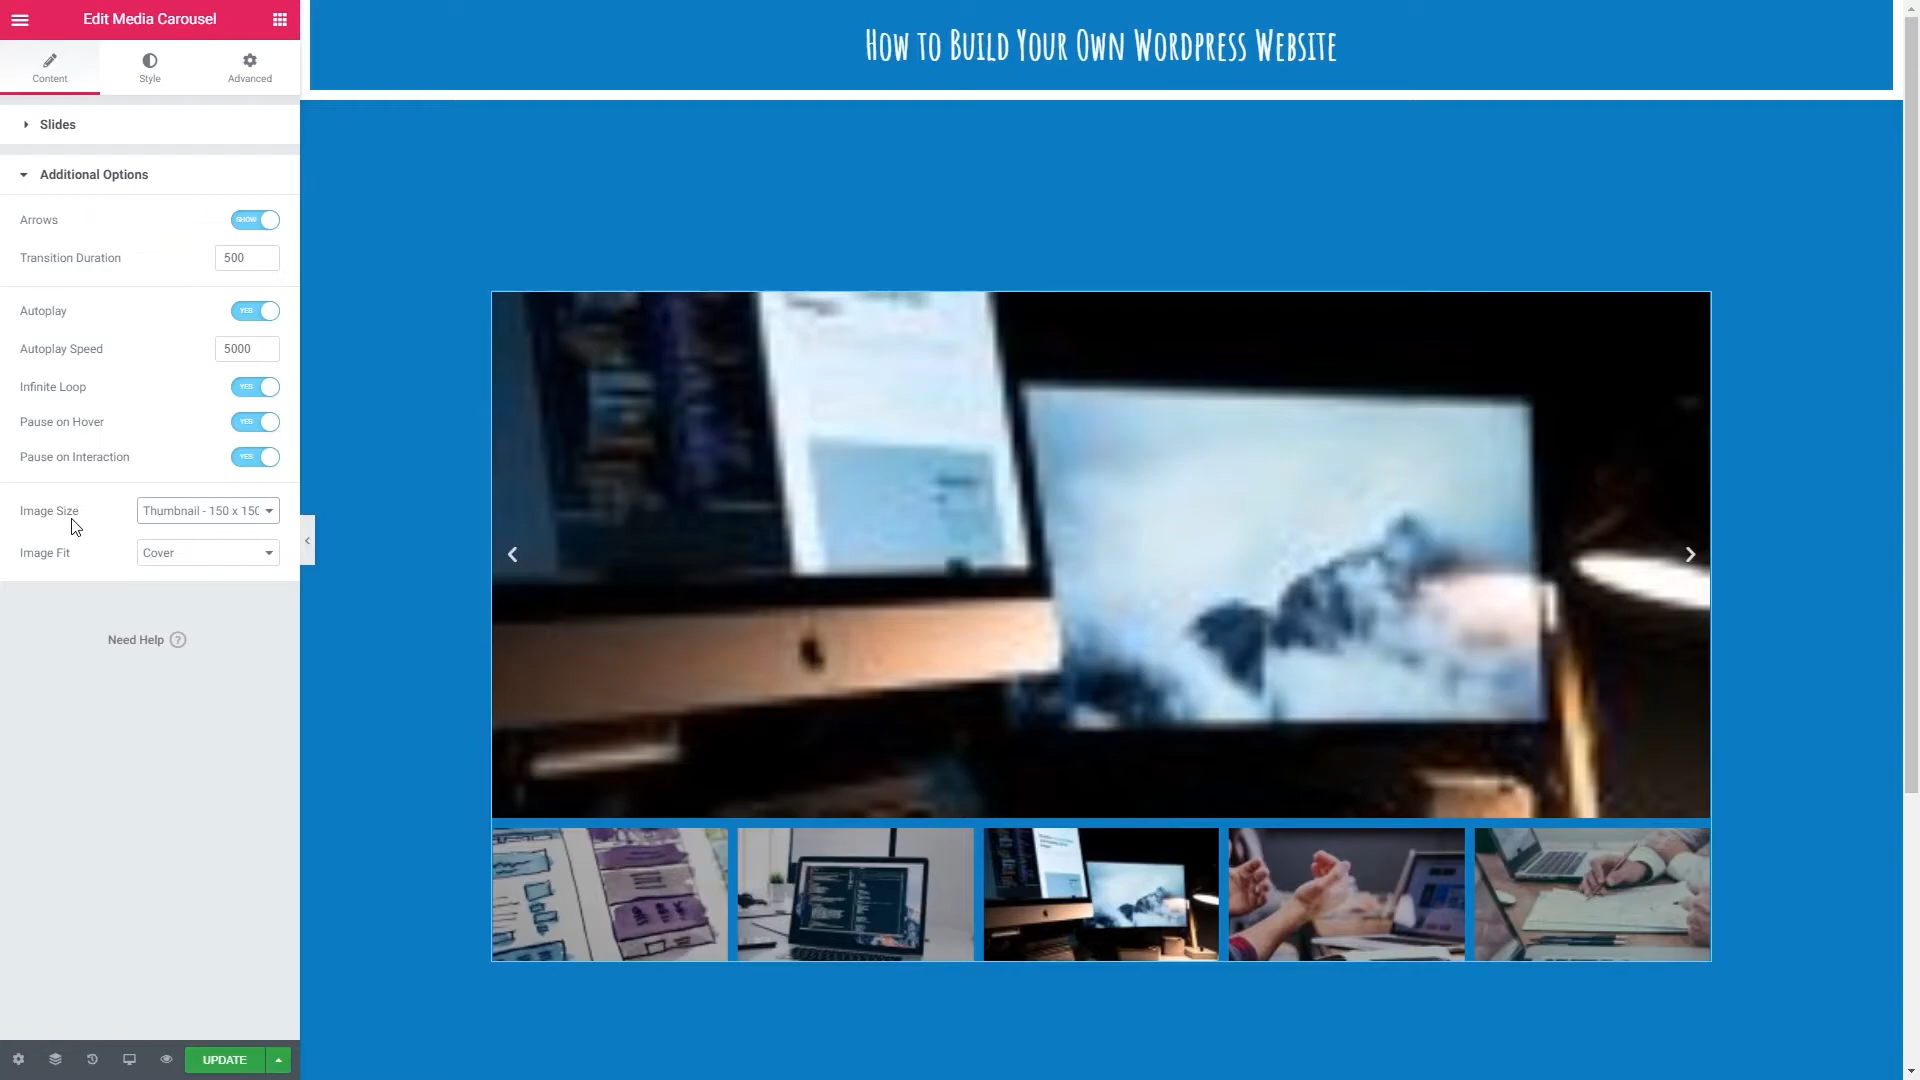 Edit Media Carousel
Content
Style
Advanced
Slides
Additional Options
Arrows
SHOW
Transition Duration
500
Autoplay
YES
Autoplay Speed
5000
Infinite Loop
YES
Pause on Hover
YES
Pause on Interaction
YES
Image Size
Thumbnail - 150 x 150
Image Fit
Cover
Need Help
?
UPDATE
How to Build Your Own Wordpress Website